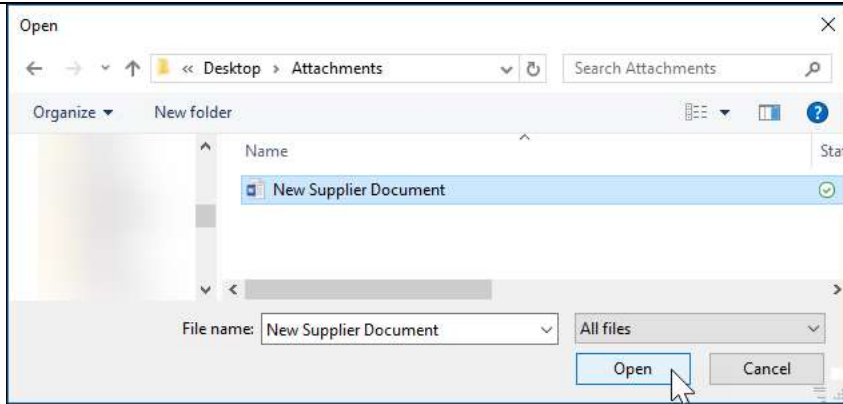 Open
« Desktop > Attachments
Search Attachments
Organize
New folder
?
Name
Sta
W
New Supplier Document
File name:
New Supplier Document
All files
Open
Cancel